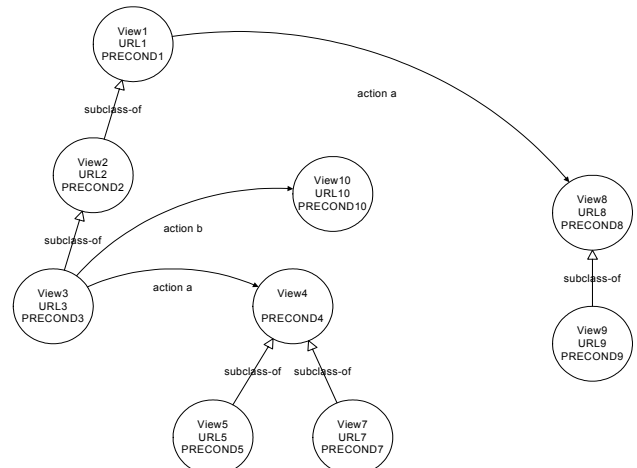 View1
URL1
PRECOND1
action a
subclass-of
View2
URL2
PRECOND2
View10
URL10
PRECOND10
View8
URL8
PRECOND8
action b
subclass-of
subclass-of
View3
URL3
PRECOND3
action a
View4
PRECOND4
View9
URL9
PRECOND9
subclass-of
subclass-of
View5
URL5
PRECOND5
View7
URL7
PRECOND7